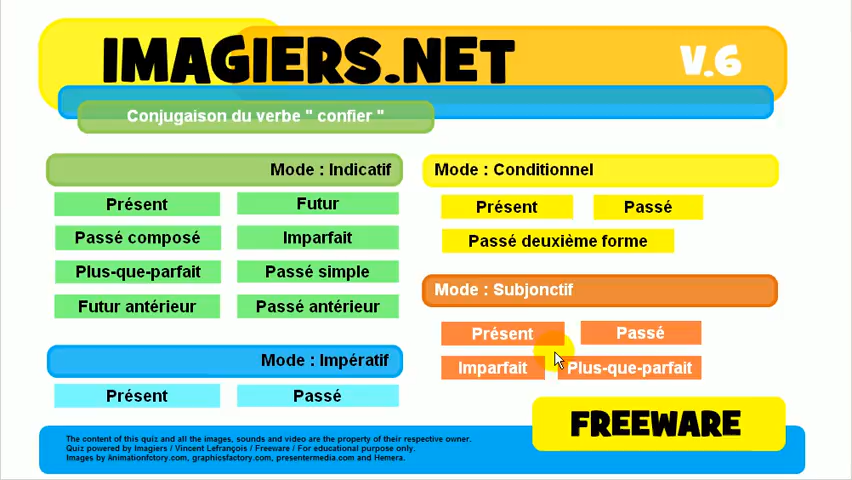 IMAGIERS.NET
V.6
Conjugaison du verbe " confier "
Mode : Indicatif
Présent Futur
Passé composé Imparfait
Plus-que-parfait Passé simple
Futur antérieur Passé antérieur
Mode : Impératif
Présent Passé
Mode : Conditionnel
Présent Passé
Passé deuxième forme
Mode : Subjonctif
Présent Passé
Imparfait Plus-que-parfait
FREEWARE
The content of this quiz and all the images, sounds and video are the property of their respective owner.
Quiz powered by Imagiers / Vincent Lefrançois / Freeware / For educational purpose only.
Images by Animationfctory.com, graphicsfactory.com, presentermedia.com and Hemera.